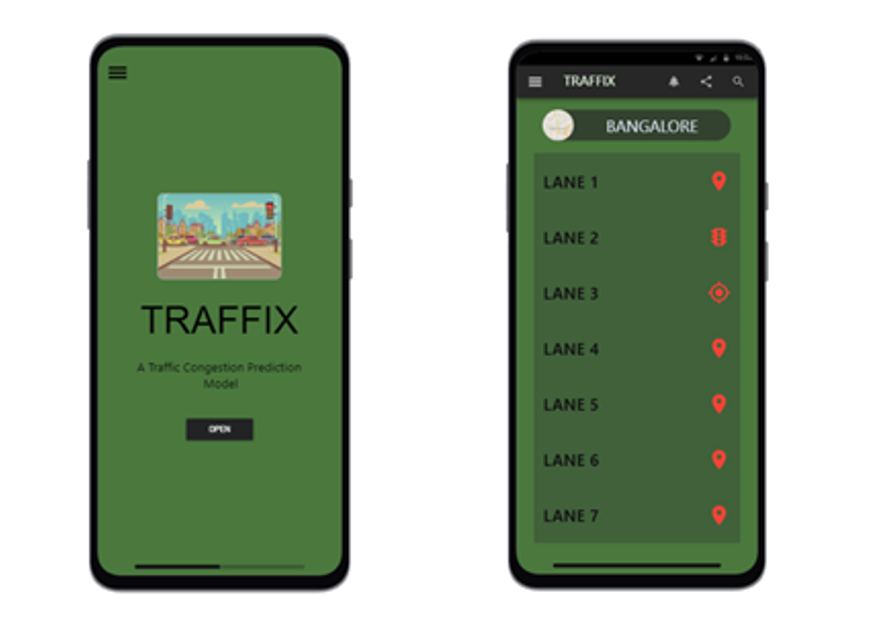 TRAFFIX
A Traffic Congestion Prediction
Model
OPEN
TRAFFIX
BANGALORE
LANE 1
LANE 2
LANE 3
LANE 4
LANE 5
LANE 6
LANE 7